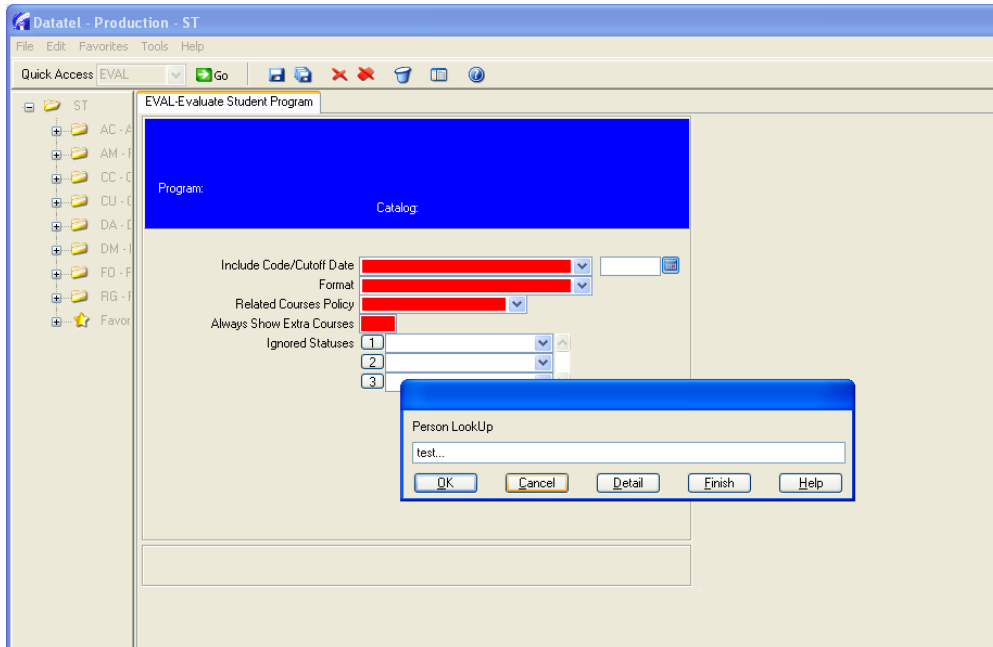 Datatel - Production - ST
File Edit Favorites Tools Help
Quick Access EVAL Go
ST
AC - A
AM - F
CC - C
CU - C
DA - D
DM - I
FO - F
RG - F
Favor
EVAL-Evaluate Student Program
Program:
Catalog:
Include Code/Cutoff Date
Format
Related Courses Policy
Always Show Extra Courses
Ignored Statuses 1
2
3
Person LookUp
test...
OK Cancel Detail Finish Help